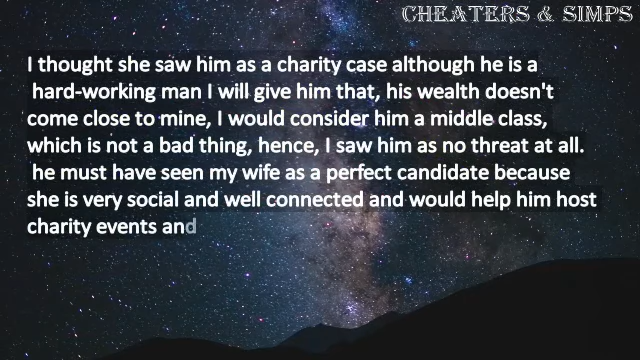 CHEATERS & SIMPS
I thought she saw him as a charity case although he is a
hard-working man I will give him that, his wealth doesn't
come close to mine, I would consider him a middle class,
which is not a bad thing, hence, I saw him as no threat at all.
he must have seen my wife as a perfect candidate because
she is very social and well connected and would help him host
charity events and